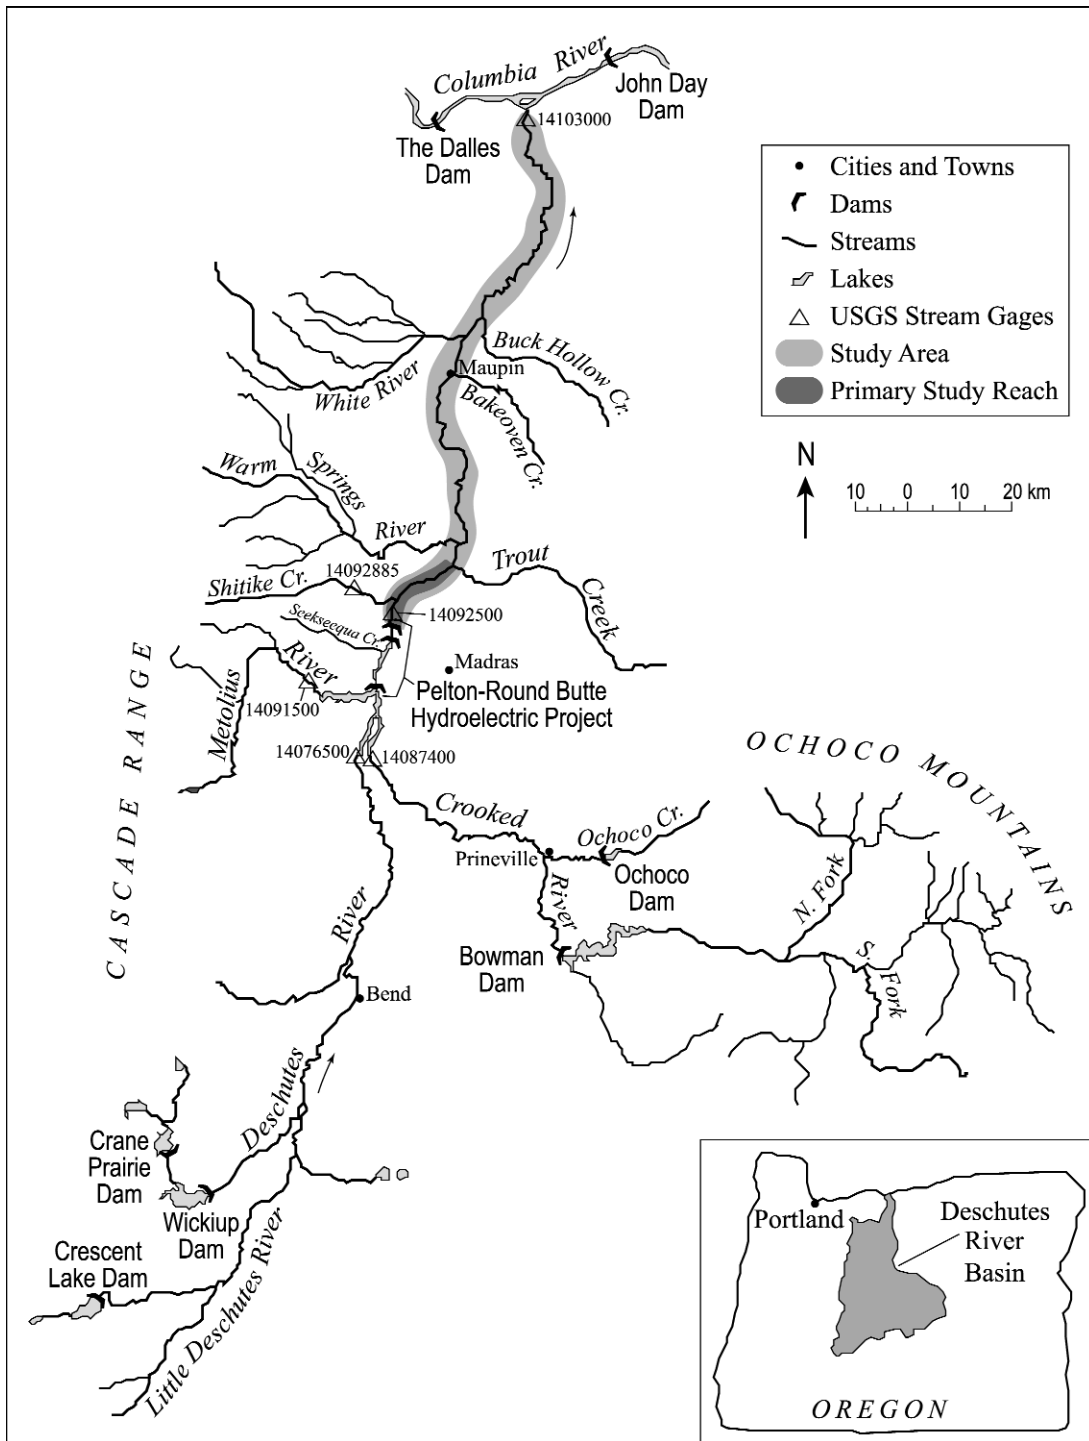 Columbia River
John Day
Dam
14103000
The Dalles
Dam
Cities and Towns
Dams
Streams
Lakes
USGS Stream Gages
Study Area
Primary Study Reach
N
10 0 10 20 km
Buck Hollow Cr.
Maupin
White River
Bakeoven Cr.
Warm Springs River
Trout Creek
14092885
Shitike Cr.
14092500
Seekseequa Cr.
Madras
Metolius River
14091500
Pelton-Round Butte
Hydroelectric Project
14076500
14087400
CASCADE RANGE
OCHOCO MOUNTAINS
Crooked River
Ochoco Cr.
Prineville
Ochoco
Dam
N. Fork
S. Fork
Bowman
Dam
Deschutes River
Bend
Crane
Prairie
Dam
Wickiup
Dam
Crescent
Lake Dam
Little Deschutes River
Portland
Deschutes
River
Basin
OREGON